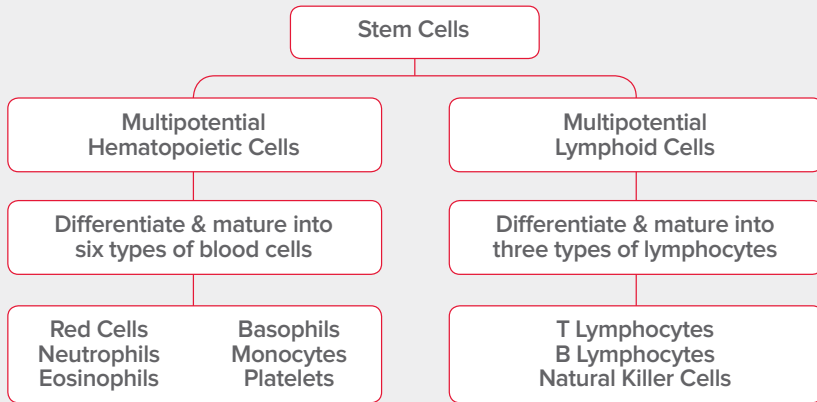 Stem Cells
Multipotential
Hematopoietic Cells
Multipotential
Lymphoid Cells
Differentiate & mature into
six types of blood cells
Differentiate & mature into
three types of lymphocytes
Red Cells
Neutrophils
Eosinophils
Basophils
Monocytes
Platelets
T Lymphocytes
B Lymphocytes
Natural Killer Cells